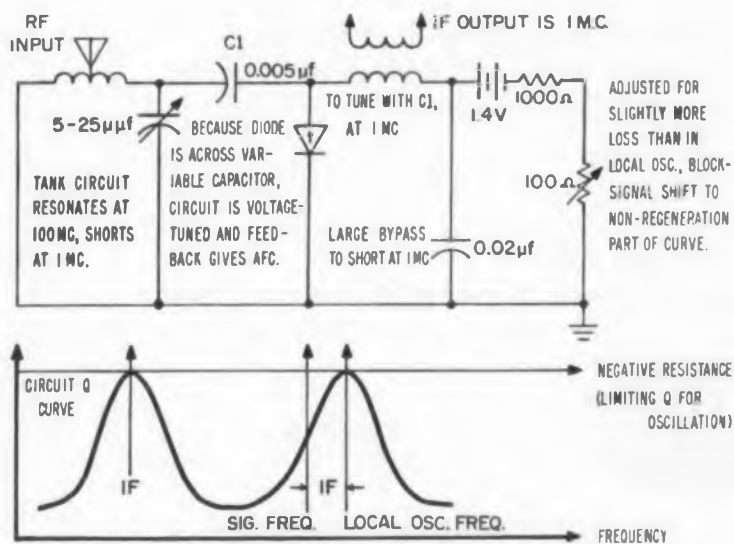 RF
INPUT
C1
0.005µf
IF OUTPUT IS 1 M.C.
5-25µµf
BECAUSE DIODE
IS ACROSS VAR-
IABLE CAPACITOR,
CIRCUIT IS VOLTAGE-
TUNED AND FEED-
BACK GIVES AFC.
TANK CIRCUIT
RESONATES AT
100MC, SHORTS
AT 1 MC.
TO TUNE WITH C1,
AT 1 MC
1.4V
1000Ω
100Ω
LARGE BYPASS
TO SHORT AT 1MC
0.02µf
ADJUSTED FOR
SLIGHTLY MORE
LOSS THAN IN
LOCAL OSC., BLOCK-
SIGNAL SHIFT TO
NON-REGENERATION
PART OF CURVE.
CIRCUIT Q
CURVE
NEGATIVE RESISTANCE
(LIMITING Q FOR
OSCILLATION)
IF
IF
SIG. FREQ.
LOCAL OSC. FREQ.
FREQUENCY